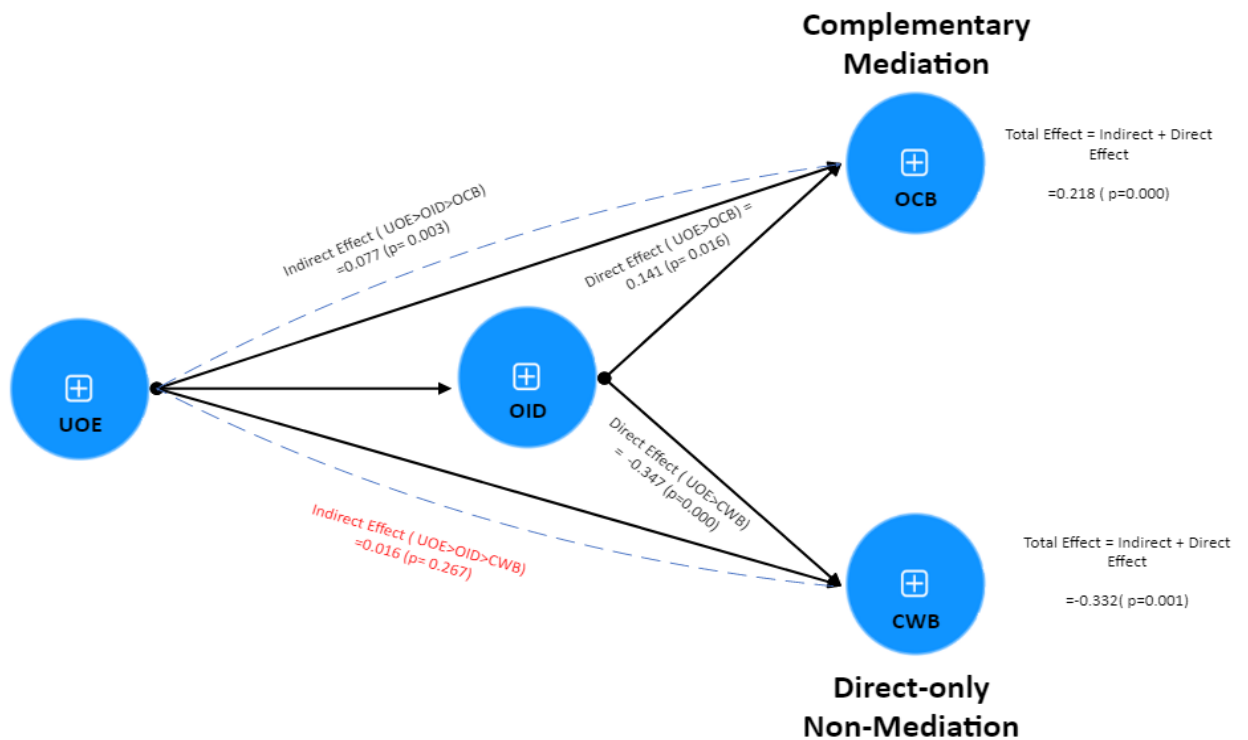 Complementary
Mediation
OCB
Total Effect = Indirect + Direct
Effect
=0.218 ( p=0.000)
Indirect Effect ( UOE>OID>OCB)
=0.077 (p= 0.003)
Direct Effect ( UOE>OCB) =
0.141 (p= 0.016)
UOE
OID
Direct Effect ( UOE>CWB)
= -0.347 (p=0.000)
Indirect Effect ( UOE>OID>CWB)
=0.016 (p= 0.267)
CWB
Total Effect = Indirect + Direct
Effect
=-0.332( p=0.001)
Direct-only
Non-Mediation